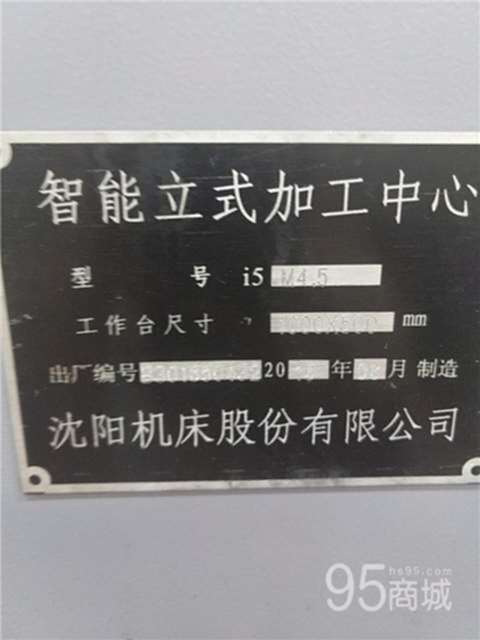 智能立式加工中心
型 号 i5 M4.5
工作台尺寸 mm
出厂编号 20 年 月 制造
沈阳机床股份有限公司
hs95.com
95商城